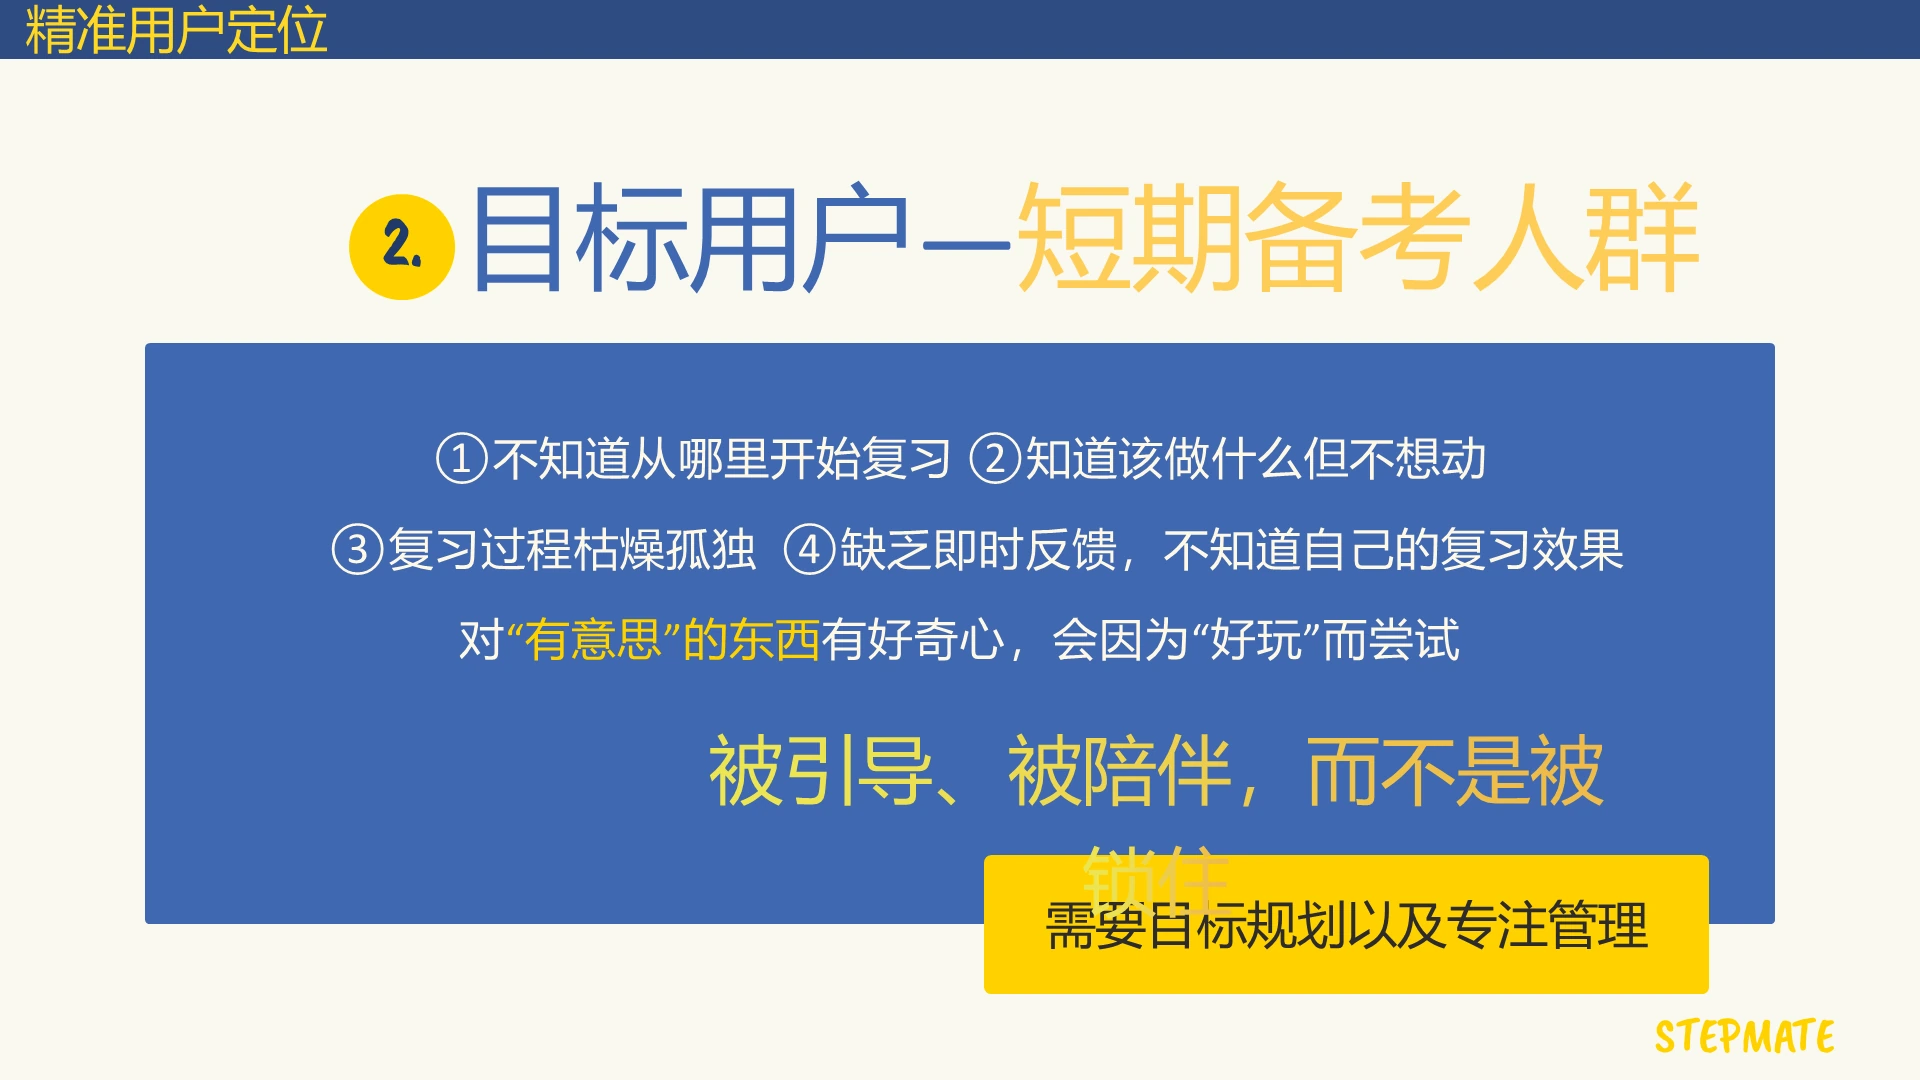 精准用户定位
2. 目标用户—短期备考人群
①不知道从哪里开始复习 ②知道该做什么但不想动
③复习过程枯燥孤独 ④缺乏即时反馈，不知道自己的复习效果
对“有意思”的东西有好奇心，会因为“好玩”而尝试
被引导、被陪伴，而不是被
锁住
需要目标规划以及专注管理
STEPMATE